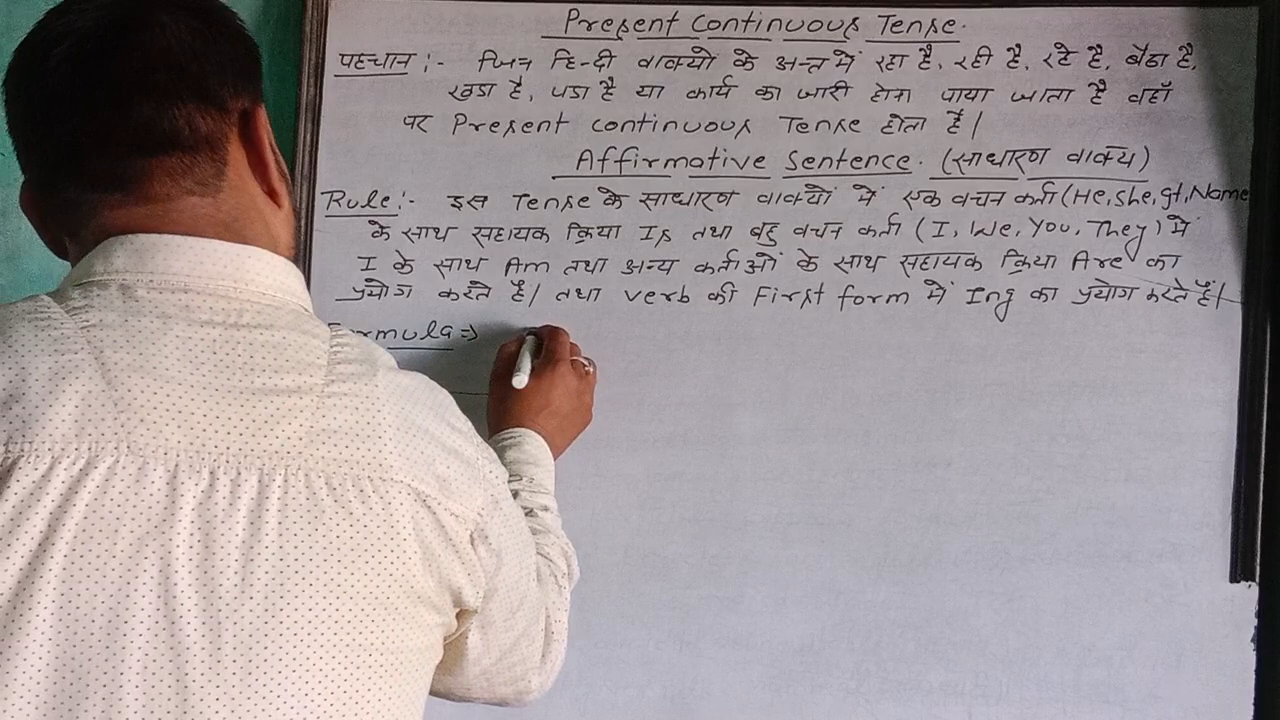 Present Continuous Tense.
पहचान :- जिन हिन्दी वाक्यों के अन्त में रहा है, रही है, रहे है, बैठा है,
खड़ा है, पडा है या कार्य का जारी होना पाया जाता है वहाँ
पर Present continuous Tense होता है।
Affirmative Sentence. (साधारण वाक्य)
Rule:- इस Tense के साधारण वाक्यों में एक वचन कर्ता (He, She, It, Name
के साथ सहायक क्रिया Is तथा बहु वचन कर्ता (I, We, You, They) में
I के साथ Am तथा अन्य कर्ताओं के साथ सहायक क्रिया Are का
प्रयोग करते है। तथा verb की First form में Ing का प्रयोग करते हैं।
Formula =>